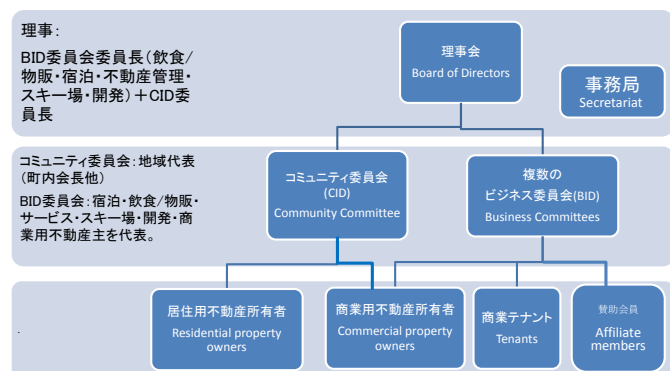 理事:
BID委員会委員長(飲食/
物販・宿泊・不動産管理・
スキー場・開発)+CID委
員長
理事会
Board of Directors
事務局
Secretariat
コミュニティ委員会:地域代表
(町内会長他)
BID委員会:宿泊・飲食/物販・
サービス・スキー場・開発・商
業用不動産主を代表。
コミュニティ委員会
(CID)
Community Committee
複数の
ビジネス委員会(BID)
Business Committees
.
居住用不動産所有者
Residential property
owners
商業用不動産所有者
Commercial property
owners
商業テナント
Tenants
賛助会員
Affiliate
members